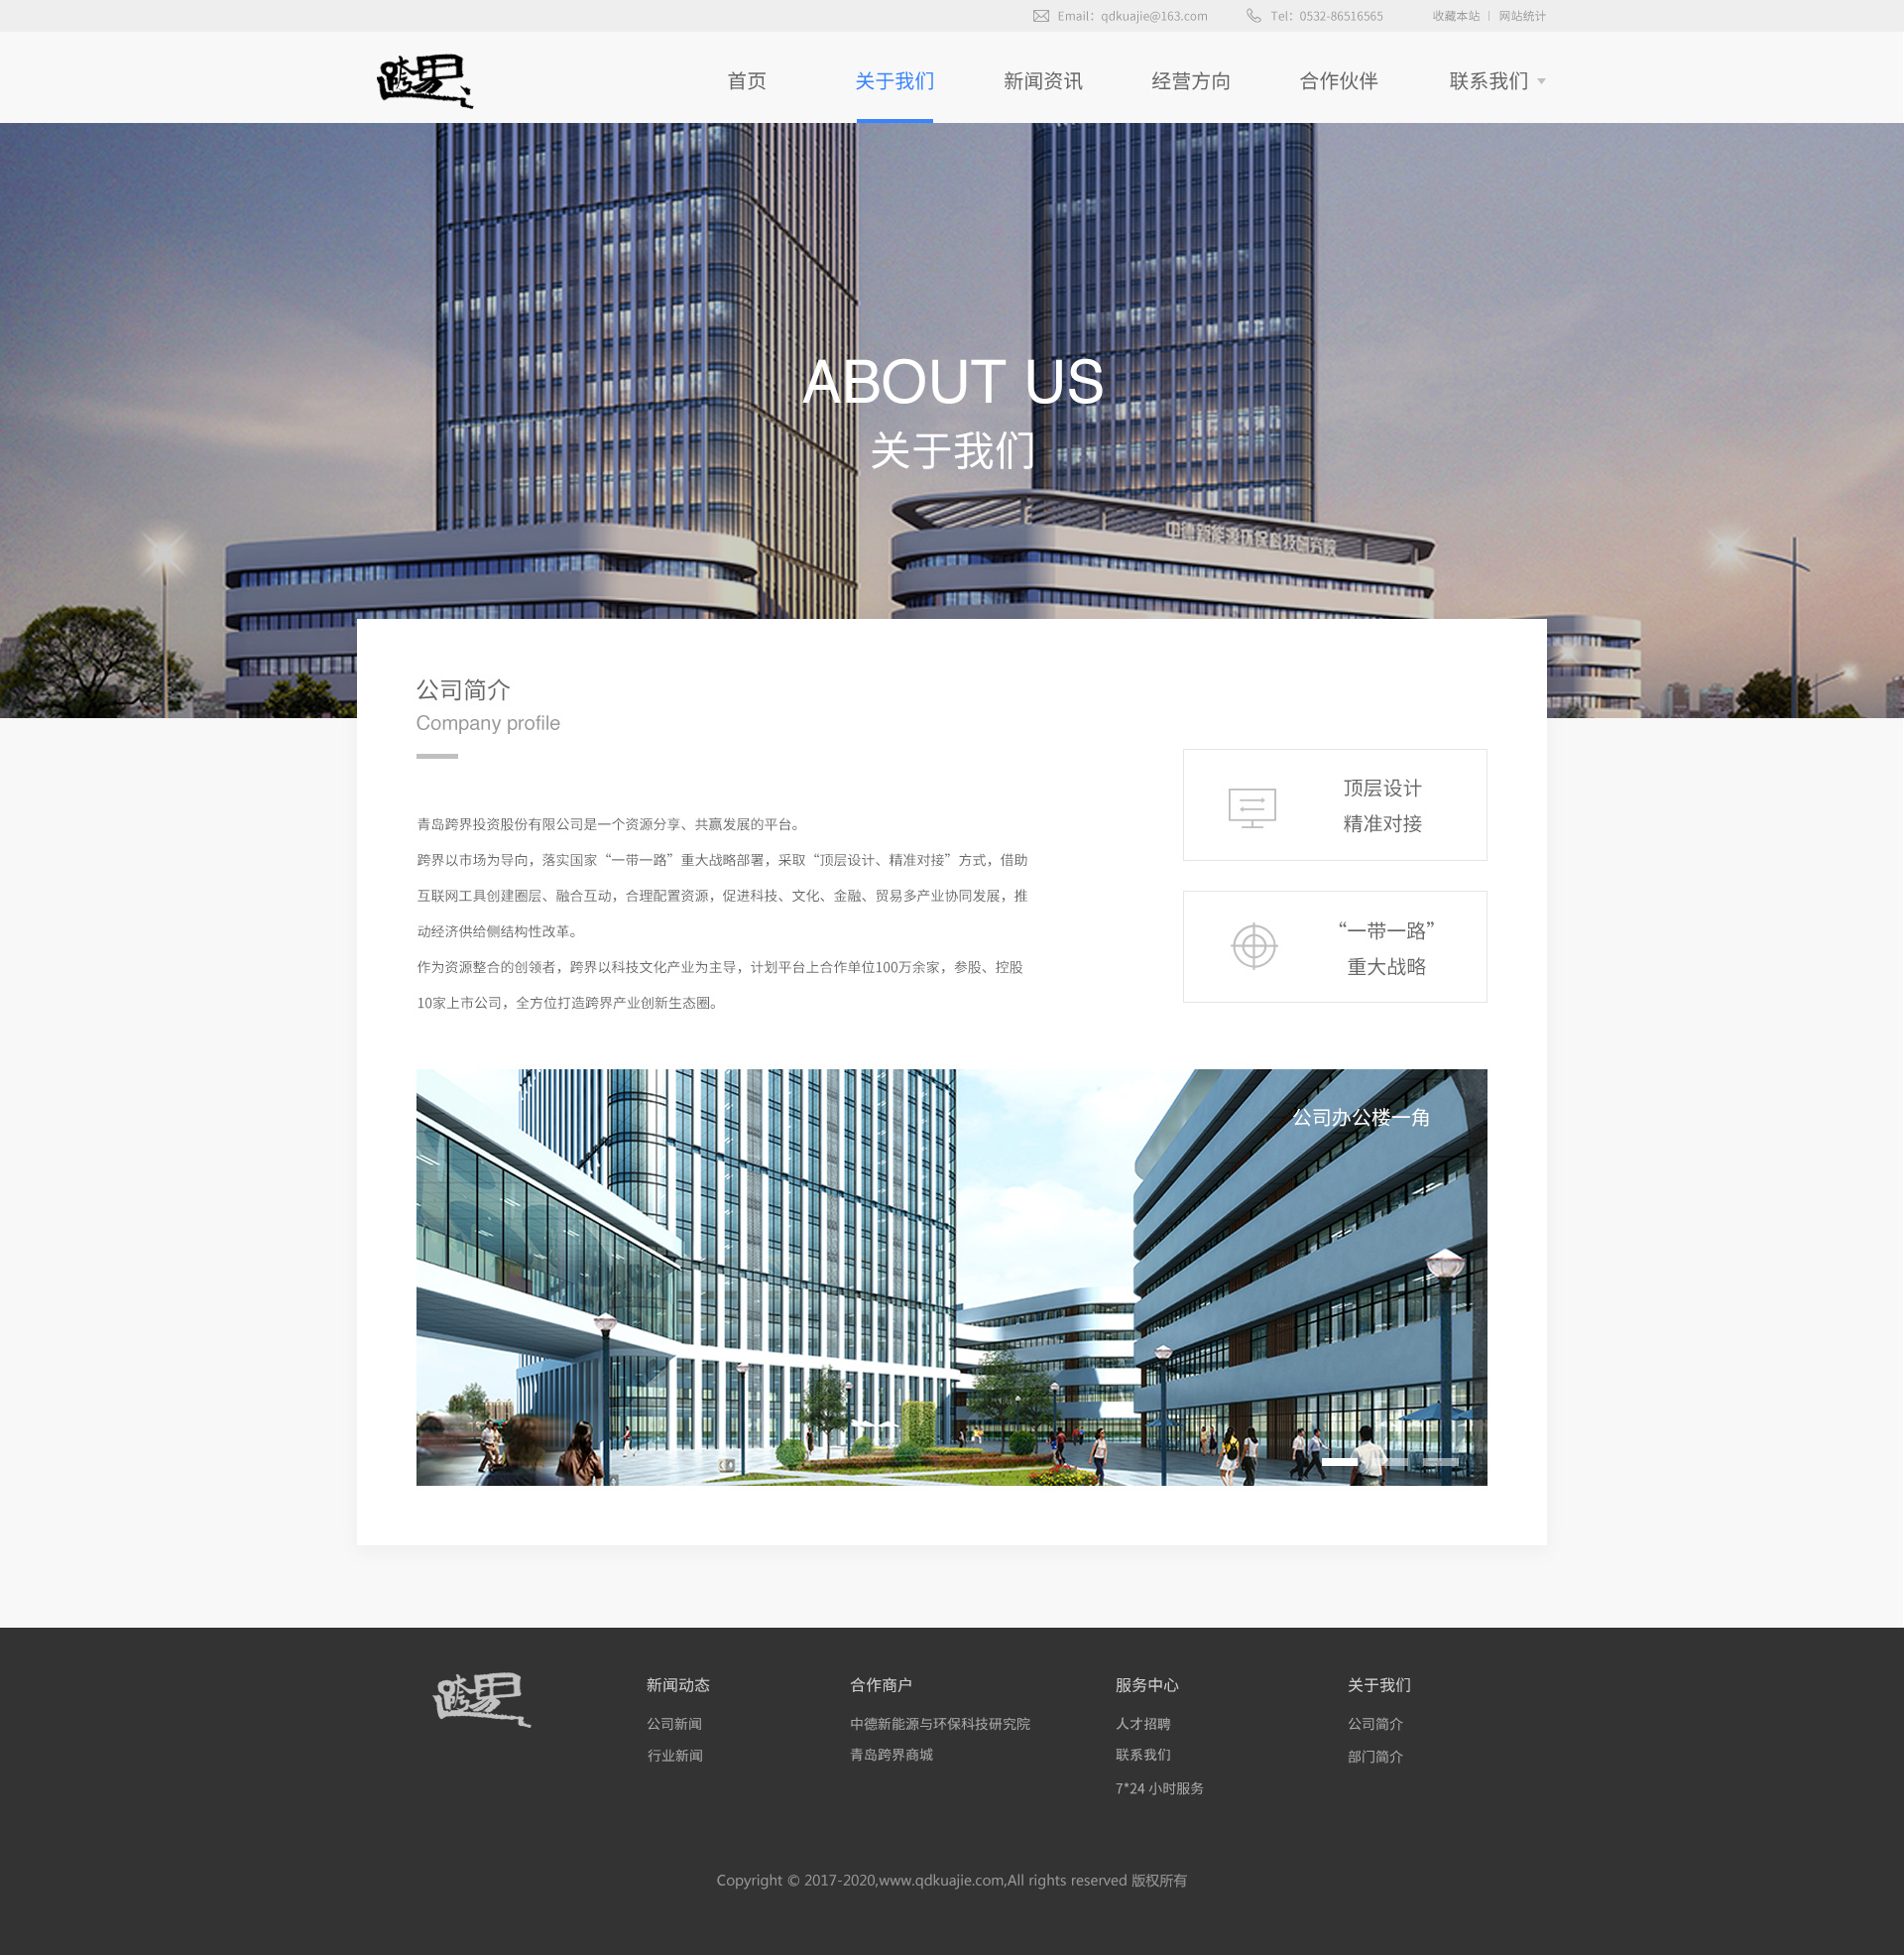 Email：qdkuajie@163.com
Tel：0532-86516565
收藏本站 | 网站统计
跨界
首页
关于我们
新闻资讯
经营方向
合作伙伴
联系我们
ABOUT US
关于我们
中德新能源环保科技研究院
公司简介
Company profile
青岛跨界投资股份有限公司是一个资源分享、共赢发展的平台。
跨界以市场为导向，落实国家“一带一路”重大战略部署，采取“顶层设计、精准对接”方式，借助
互联网工具创建圈层、融合互动，合理配置资源，促进科技、文化、金融、贸易多产业协同发展，推
动经济供给侧结构性改革。
作为资源整合的创领者，跨界以科技文化产业为主导，计划平台上合作单位100万余家，参股、控股
10家上市公司，全方位打造跨界产业创新生态圈。
顶层设计
精准对接
“一带一路”
重大战略
公司办公楼一角
跨界
新闻动态
公司新闻
行业新闻
合作商户
中德新能源与环保科技研究院
青岛跨界商城
服务中心
人才招聘
联系我们
7*24 小时服务
关于我们
公司简介
部门简介
Copyright © 2017-2020,www.qdkuajie.com,All rights reserved 版权所有